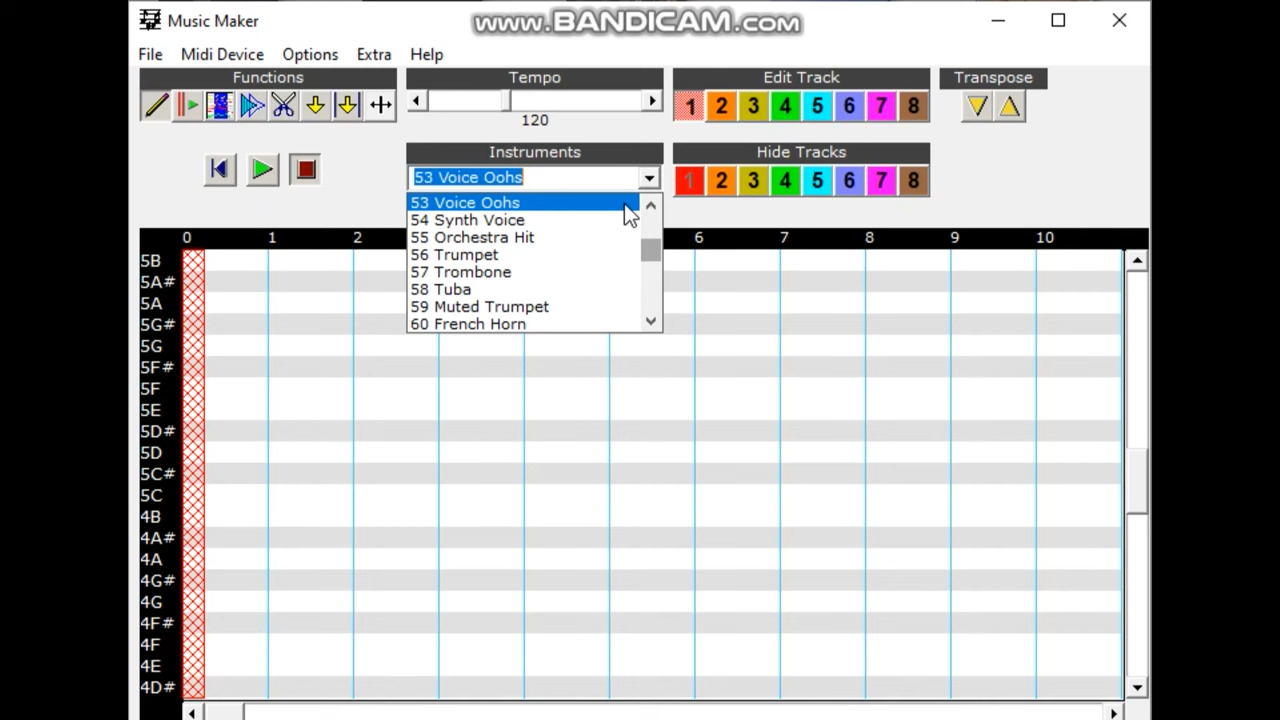 Music Maker
www.BANDICAM.com
File Midi Device Options Extra Help
Functions Tempo Edit Track Transpose
1 2 3 4 5 6 7 8
120
Instruments Hide Tracks
53 Voice Oohs
1 2 3 4 5 6 7 8
53 Voice Oohs
54 Synth Voice
55 Orchestra Hit
56 Trumpet
57 Trombone
58 Tuba
59 Muted Trumpet
60 French Horn
0 1 2 6 7 8 9 10
5B
5A#
5A
5G#
5G
5F#
5F
5E
5D#
5D
5C#
5C
4B
4A#
4A
4G#
4G
4F#
4F
4E
4D#